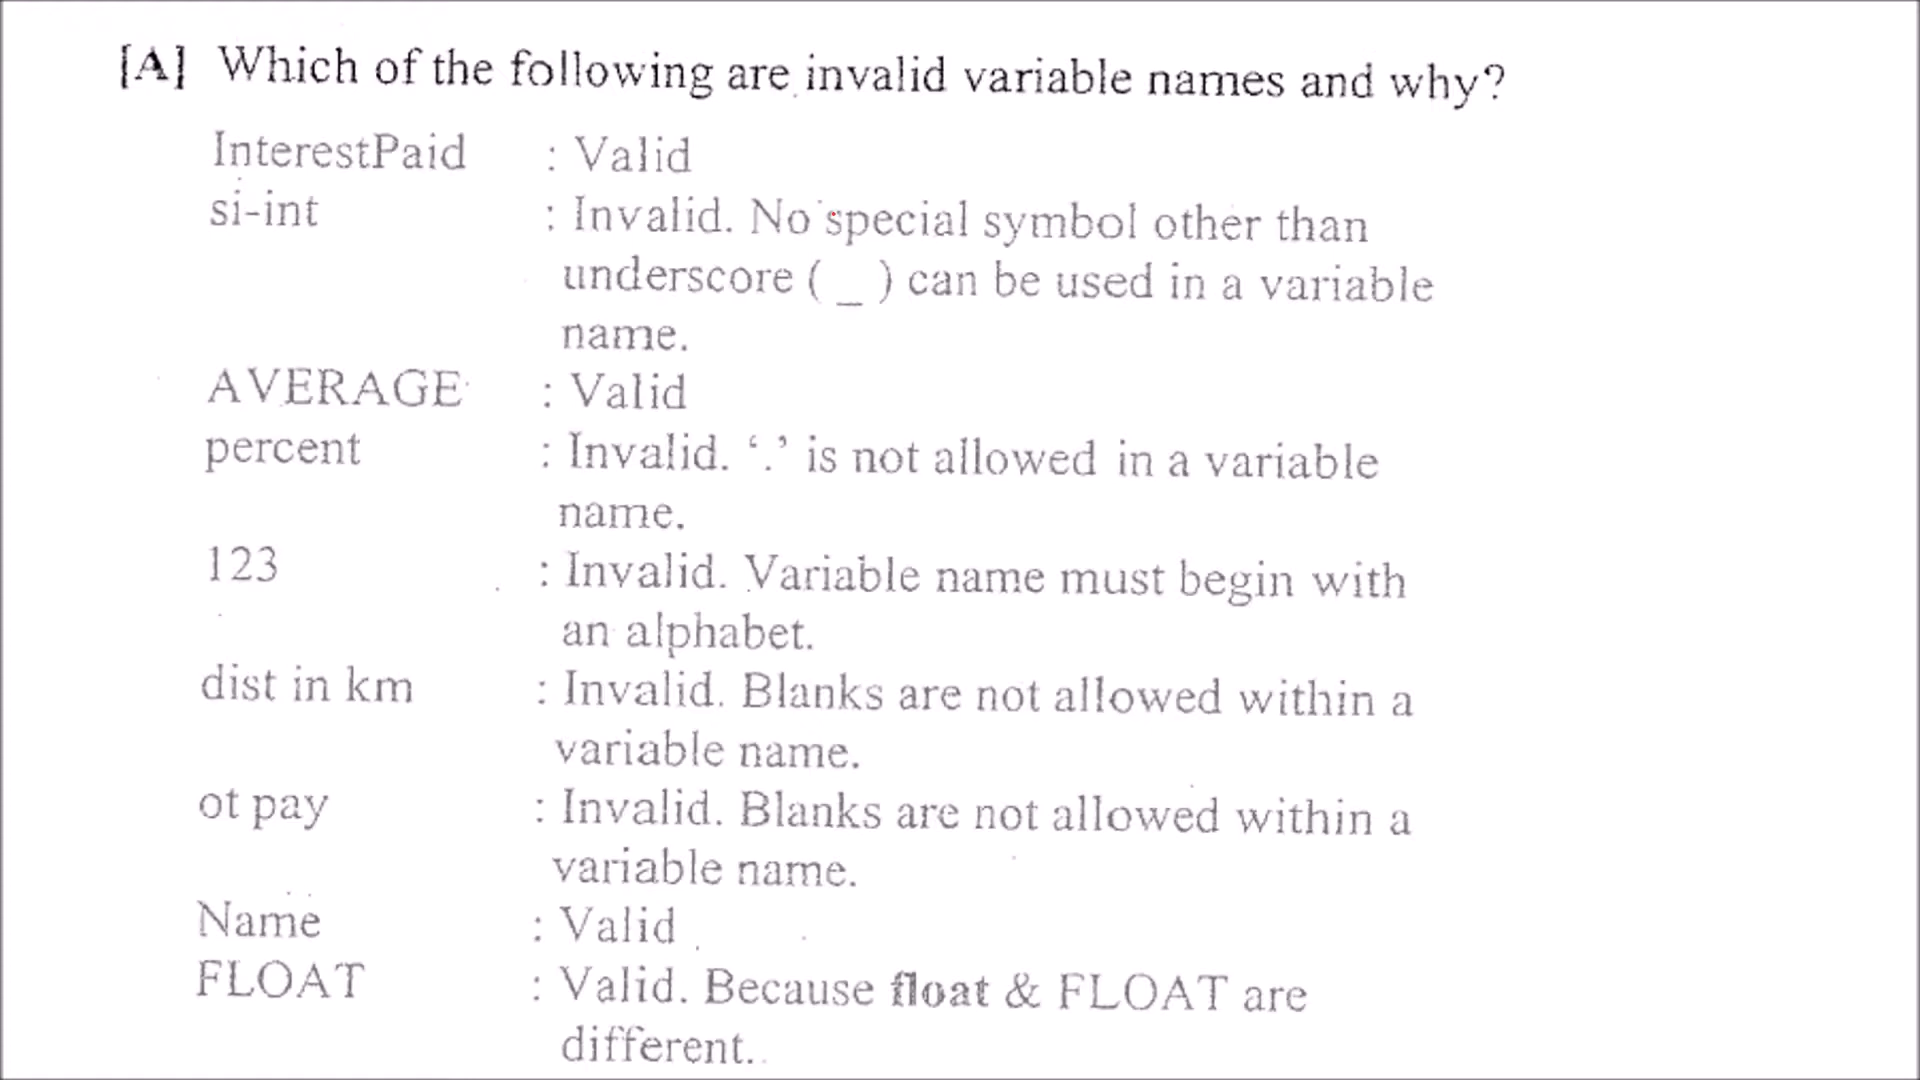 [A] Which of the following are invalid variable names and why?
InterestPaid : Valid
si-int : Invalid. No special symbol other than
underscore ( _ ) can be used in a variable
name.
AVERAGE : Valid
percent : Invalid. ‘.’ is not allowed in a variable
name.
123 : Invalid. Variable name must begin with
an alphabet.
dist in km : Invalid. Blanks are not allowed within a
variable name.
ot pay : Invalid. Blanks are not allowed within a
variable name.
Name : Valid
FLOAT : Valid. Because float & FLOAT are
different.